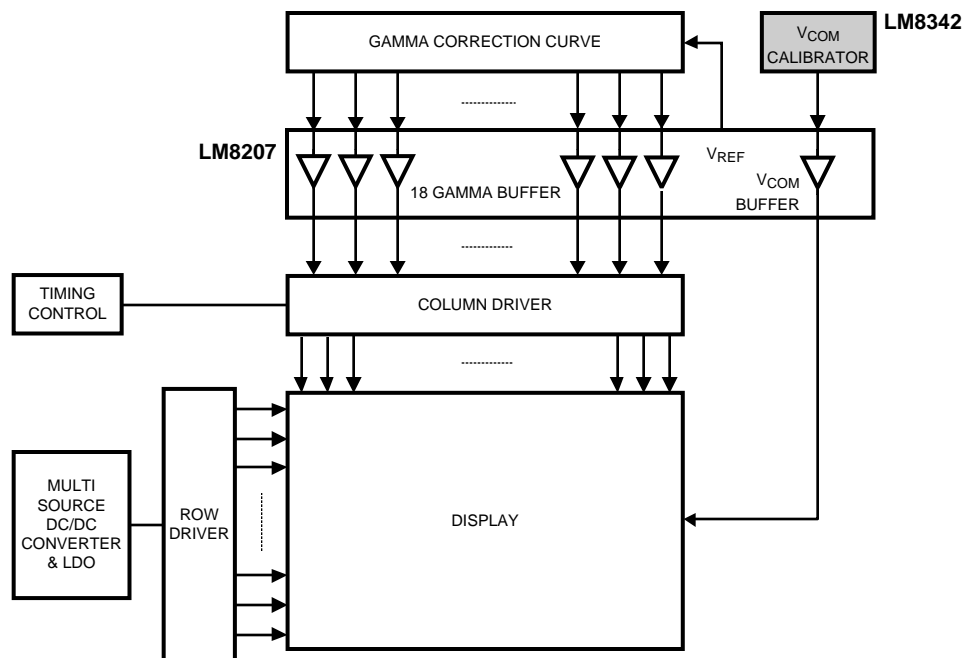 GAMMA CORRECTION CURVE
VCOM
CALIBRATOR
LM8342
LM8207
VREF
18 GAMMA BUFFER
VCOM
BUFFER
TIMING
CONTROL
COLUMN DRIVER
MULTI
SOURCE
DC/DC
CONVERTER
& LDO
ROW
DRIVER
DISPLAY